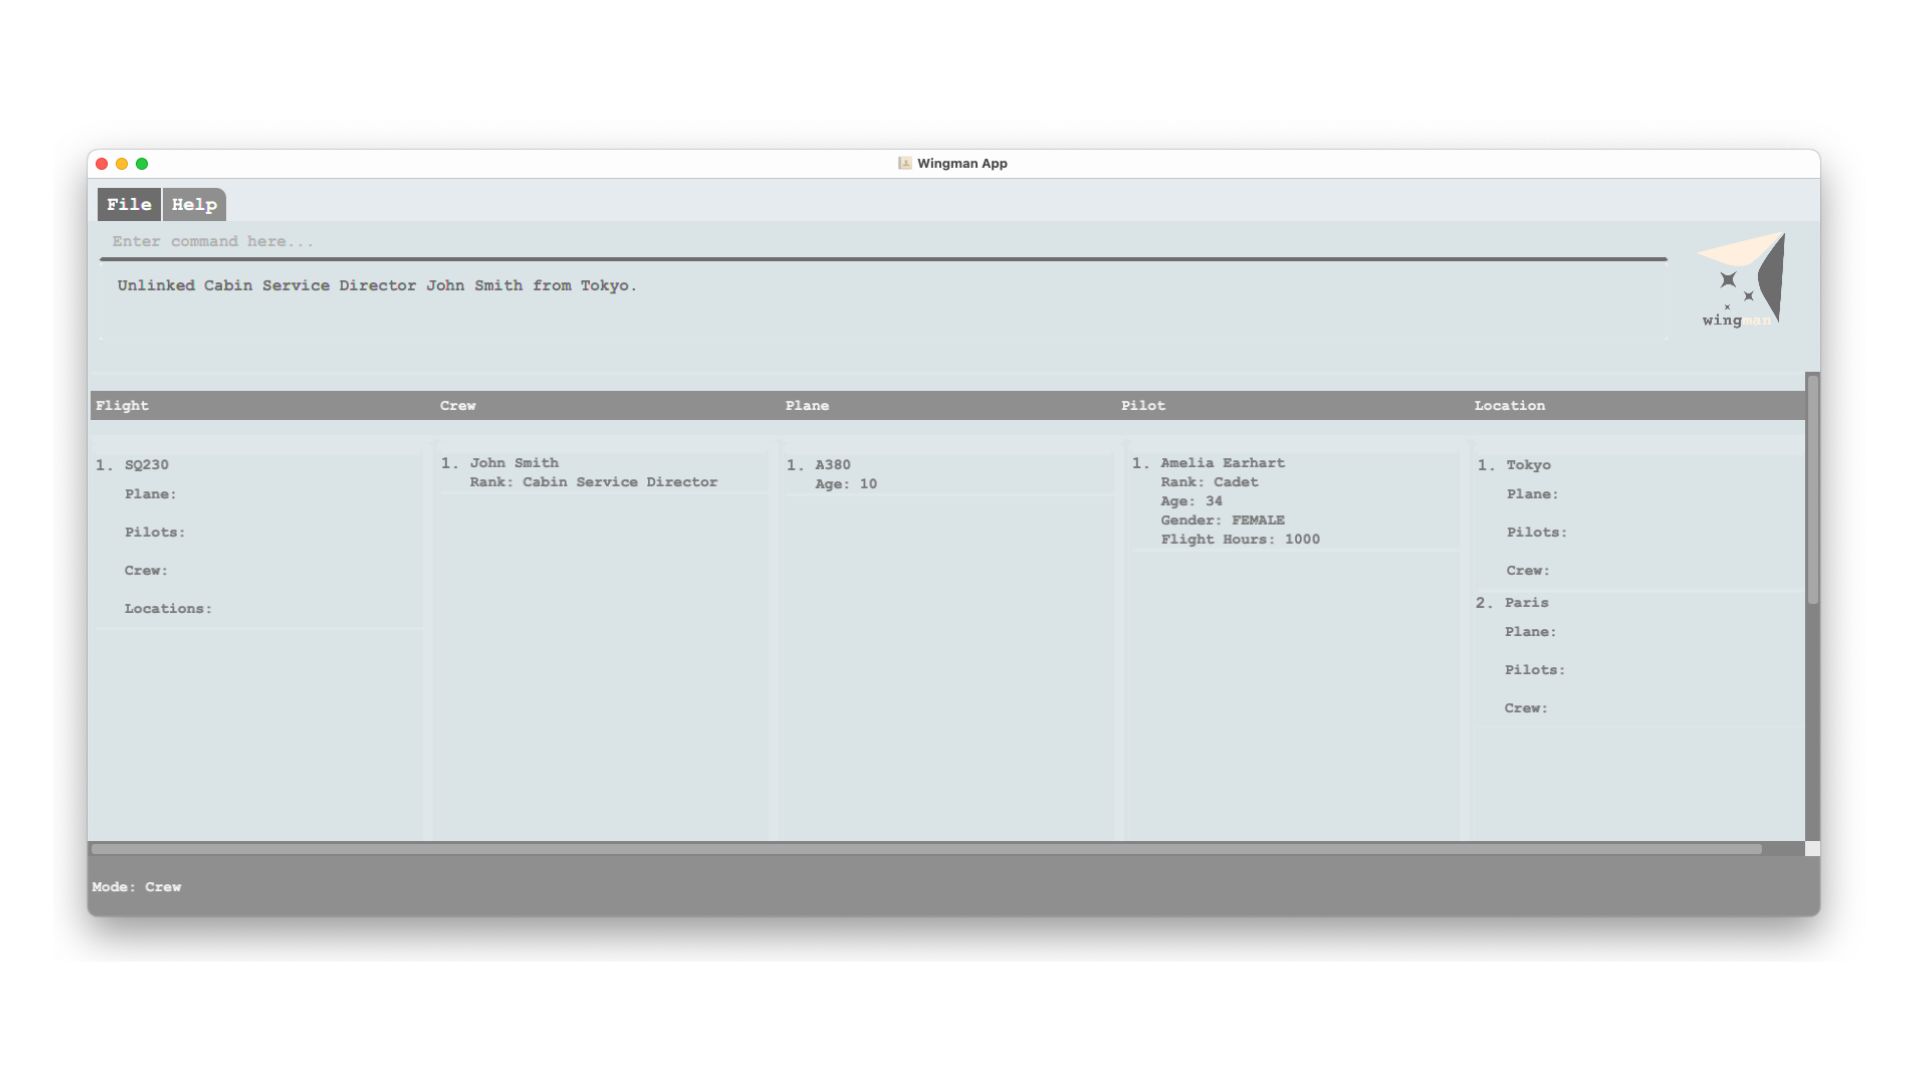 Wingman App
File Help
Enter command here...
Unlinked Cabin Service Director John Smith from Tokyo.
wingman
Flight Crew Plane Pilot Location
1. SQ230
Plane:
Pilots:
Crew:
Locations:
1. John Smith
Rank: Cabin Service Director
1. A380
Age: 10
1. Amelia Earhart
Rank: Cadet
Age: 34
Gender: FEMALE
Flight Hours: 1000
1. Tokyo
Plane:
Pilots:
Crew:
2. Paris
Plane:
Pilots:
Crew:
Mode: Crew